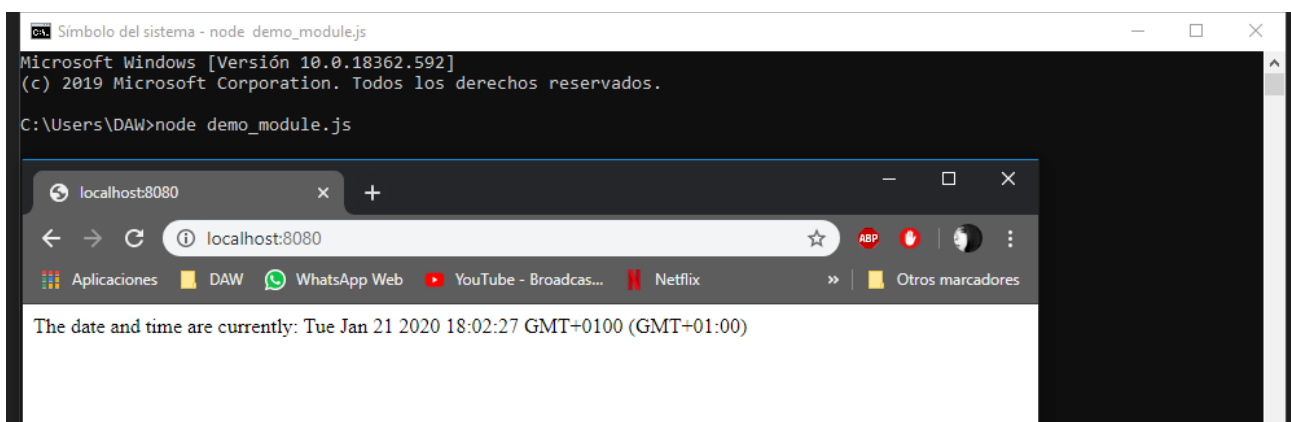 Símbolo del sistema - node demo_module.js
Microsoft Windows [Versión 10.0.18362.592]
(c) 2019 Microsoft Corporation. Todos los derechos reservados.
C:\Users\DAW>node demo_module.js
localhost:8080
localhost:8080
ABP
Aplicaciones DAW WhatsApp Web YouTube - Broadcas... Netflix » Otros marcadores
The date and time are currently: Tue Jan 21 2020 18:02:27 GMT+0100 (GMT+01:00)